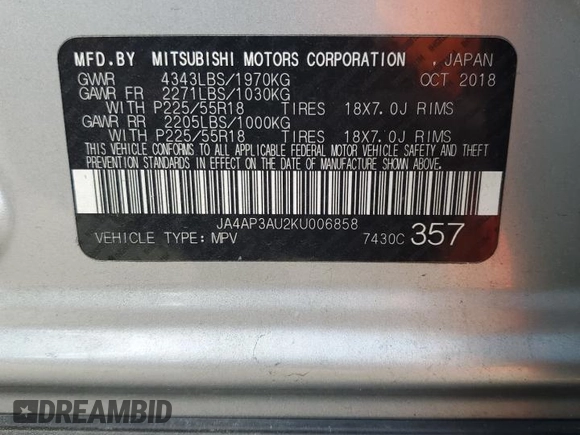 MFD.BY MITSUBISHI MOTORS CORPORATION , JAPAN
GVWR 4343LBS/1970KG OCT 2018
GAWR FR 2271LBS/1030KG
WITH P225/55R18 TIRES 18X7.0J RIMS
GAWR RR 2205LBS/1000KG
WITH P225/55R18 TIRES 18X7.0J RIMS
THIS VEHICLE CONFORMS TO ALL APPLICABLE FEDERAL MOTOR VEHICLE SAFETY AND THEFT
PREVENTION STANDARDS IN EFFECT ON THE DATE OF MANUFACTURE SHOWN ABOVE.
JA4AP3AU2KU006858
VEHICLE TYPE:MPV 7430C 357
DREAMBID